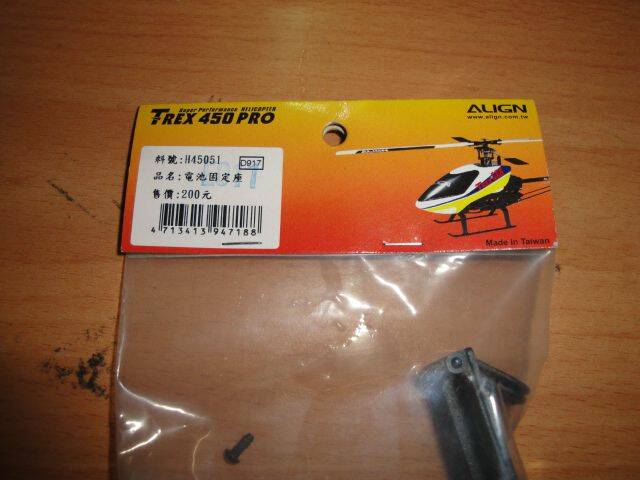 Super Performance HELICOPTER
T-REX 450 PRO
ALIGN
www.align.com.tw
料號:H45051
D917
品名:電池固定座
售價:200元
4 713413 947188
Made in Taiwan